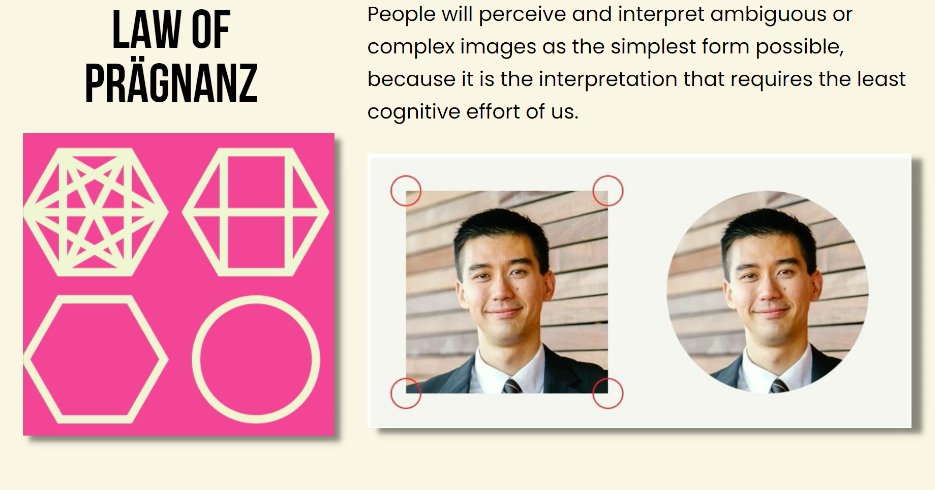 LAW OF
PRÄGNANZ
People will perceive and interpret ambiguous or
complex images as the simplest form possible,
because it is the interpretation that requires the least
cognitive effort of us.